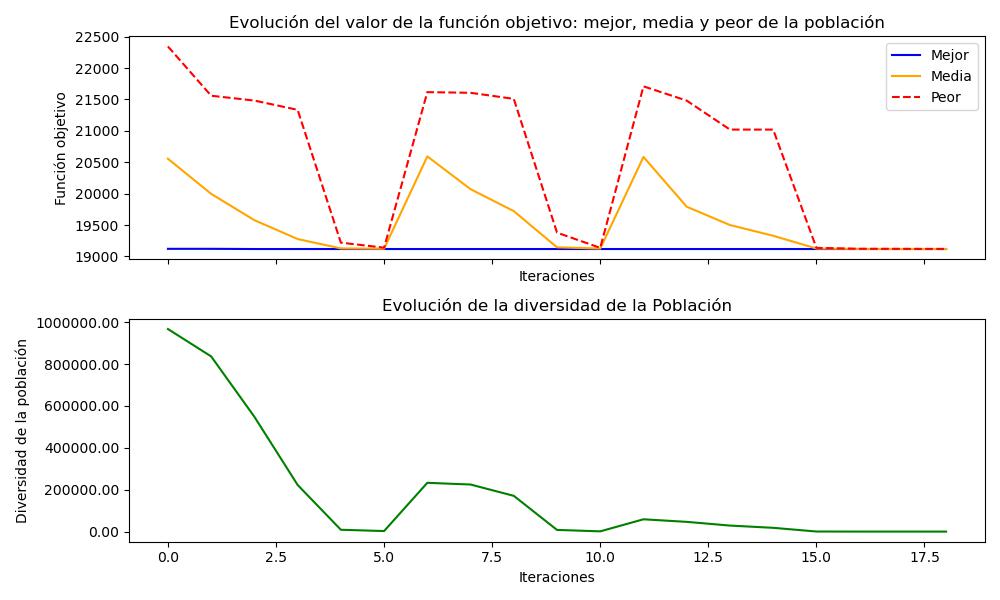 Evolución del valor de la función objetivo: mejor, media y peor de la población
Función objetivo
22500
22000
21500
21000
20500
20000
19500
19000
Mejor
Media
Peor
Iteraciones
Evolución de la diversidad de la Población
Diversidad de la población
1000000.00
800000.00
600000.00
400000.00
200000.00
0.00
0.0 2.5 5.0 7.5 10.0 12.5 15.0 17.5
Iteraciones